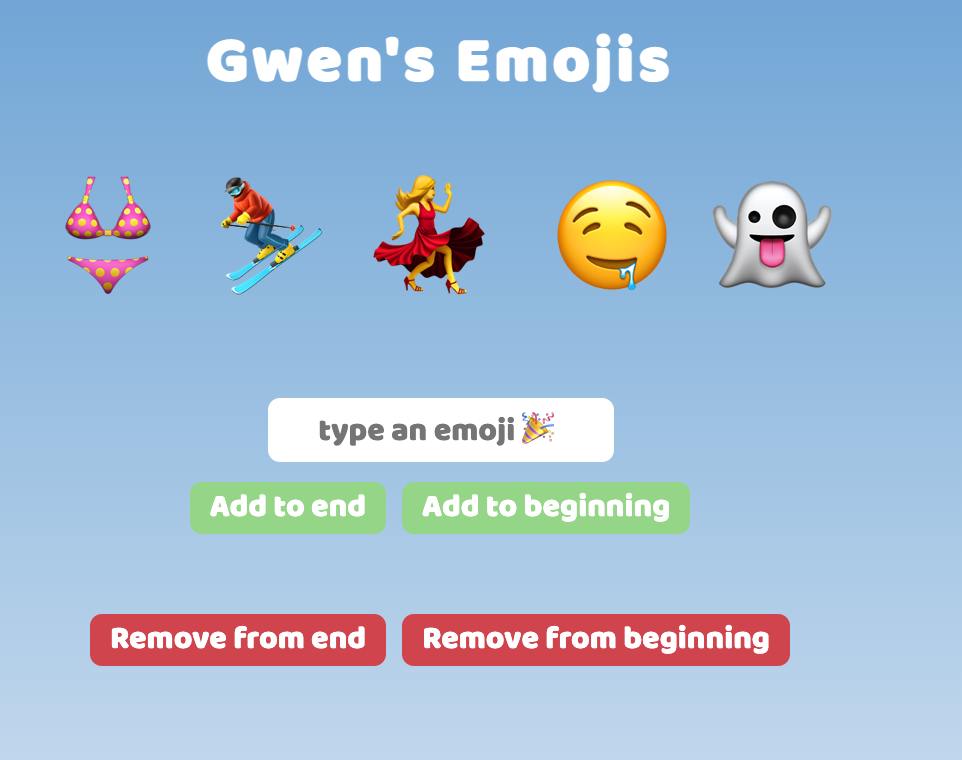 Gwen's Emojis
type an emoji 🎉
Add to end
Add to beginning
Remove from end
Remove from beginning